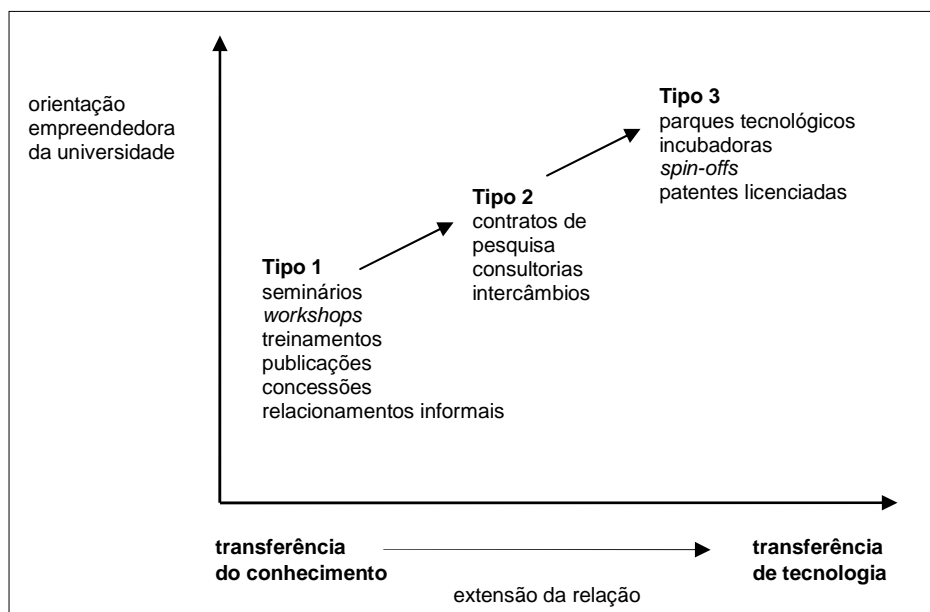 orientação
empreendedora
da universidade
Tipo 1
seminários
workshops
treinamentos
publicações
concessões
relacionamentos informais
Tipo 2
contratos de
pesquisa
consultorias
intercâmbios
Tipo 3
parques tecnológicos
incubadoras
spin-offs
patentes licenciadas
transferência
do conhecimento
extensão da relação
transferência
de tecnologia